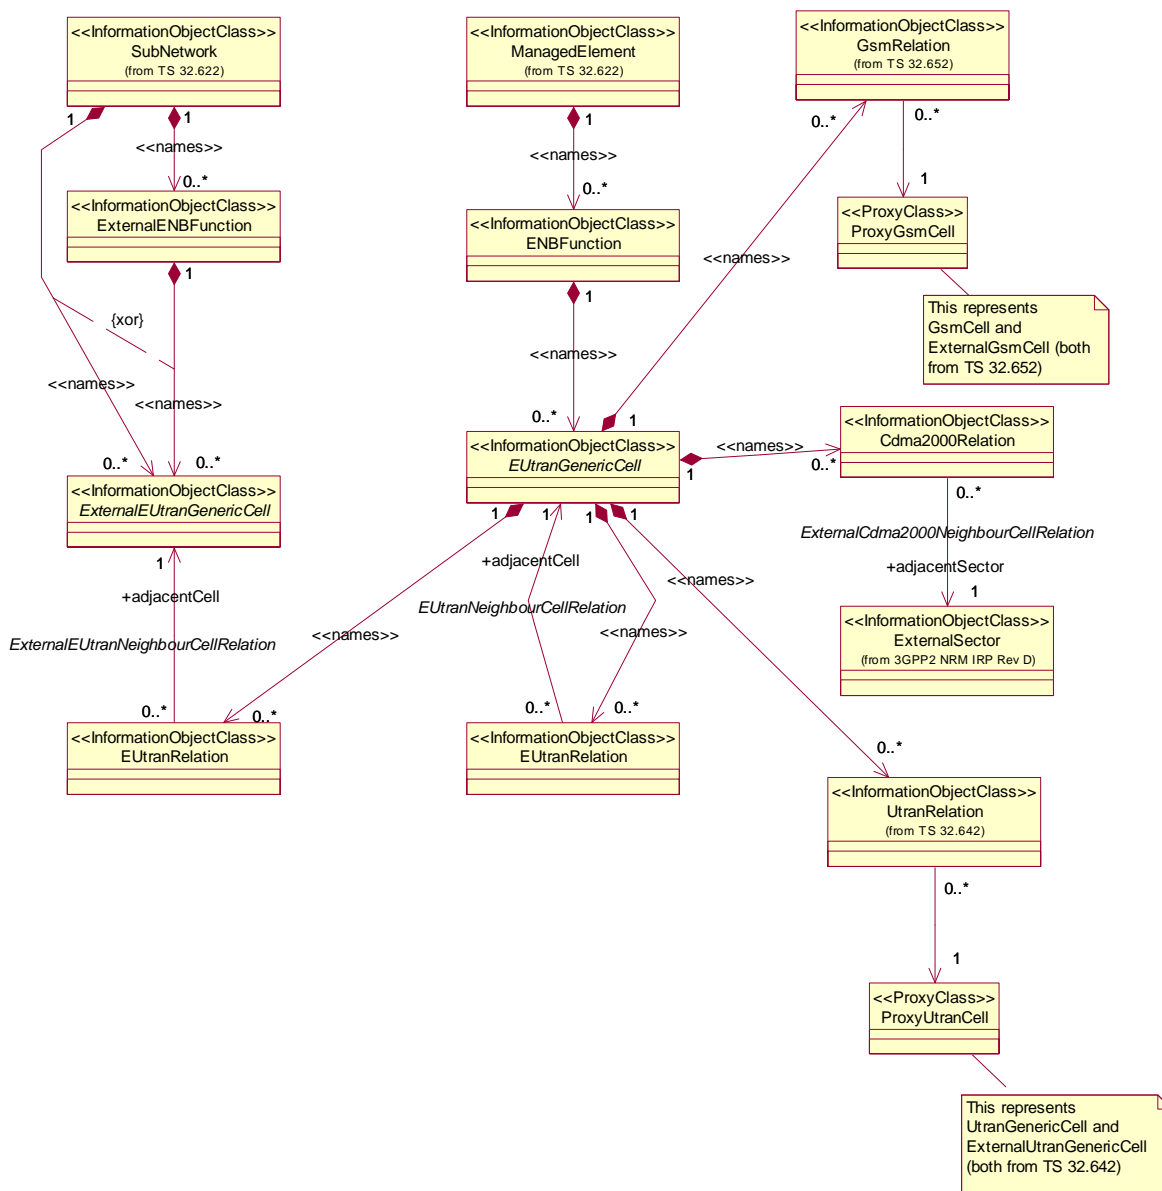 <<InformationObjectClass>>
SubNetwork
(from TS 32.622)
<<InformationObjectClass>>
ManagedElement
(from TS 32.622)
<<InformationObjectClass>>
GsmRelation
(from TS 32.652)
1
1
<<names>>
0..*
1
<<names>>
0..*
0..*
0..*
1
<<InformationObjectClass>>
ExternalENBFunction
1
<<InformationObjectClass>>
ENBFunction
1
<<ProxyClass>>
ProxyGsmCell
<<names>>
This represents
GsmCell and
ExternalGsmCell (both
from TS 32.652)
{xor}
<<names>>
<<names>>
0..*
0..*
<<names>>
0..*
1
<<InformationObjectClass>>
ExternalEUtranGenericCell
1
<<InformationObjectClass>>
EUtranGenericCell
1
<<names>>
0..*
<<InformationObjectClass>>
Cdma2000Relation
0..*
ExternalCdma2000NeighbourCellRelation
+adjacentSector
1
1
1
1
1
+adjacentCell
ExternalEUtranNeighbourCellRelation
+adjacentCell
EUtranNeighbourCellRelation
<<names>>
<<names>>
<<names>>
<<InformationObjectClass>>
ExternalSector
(from 3GPP2 NRM IRP Rev D)
0..*
0..*
0..*
0..*
0..*
<<InformationObjectClass>>
EUtranRelation
<<InformationObjectClass>>
EUtranRelation
<<InformationObjectClass>>
UtranRelation
(from TS 32.642)
0..*
1
<<ProxyClass>>
ProxyUtranCell
This represents
UtranGenericCell and
ExternalUtranGenericCell
(both from TS 32.642)